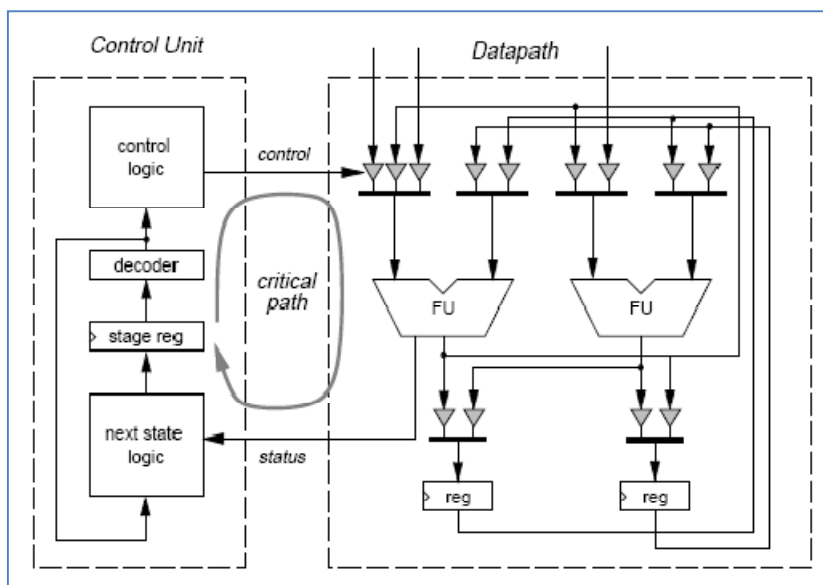 Control Unit
Datapath
control
logic
control
decoder
critical
path
stage reg
FU
FU
next state
logic
status
reg
reg